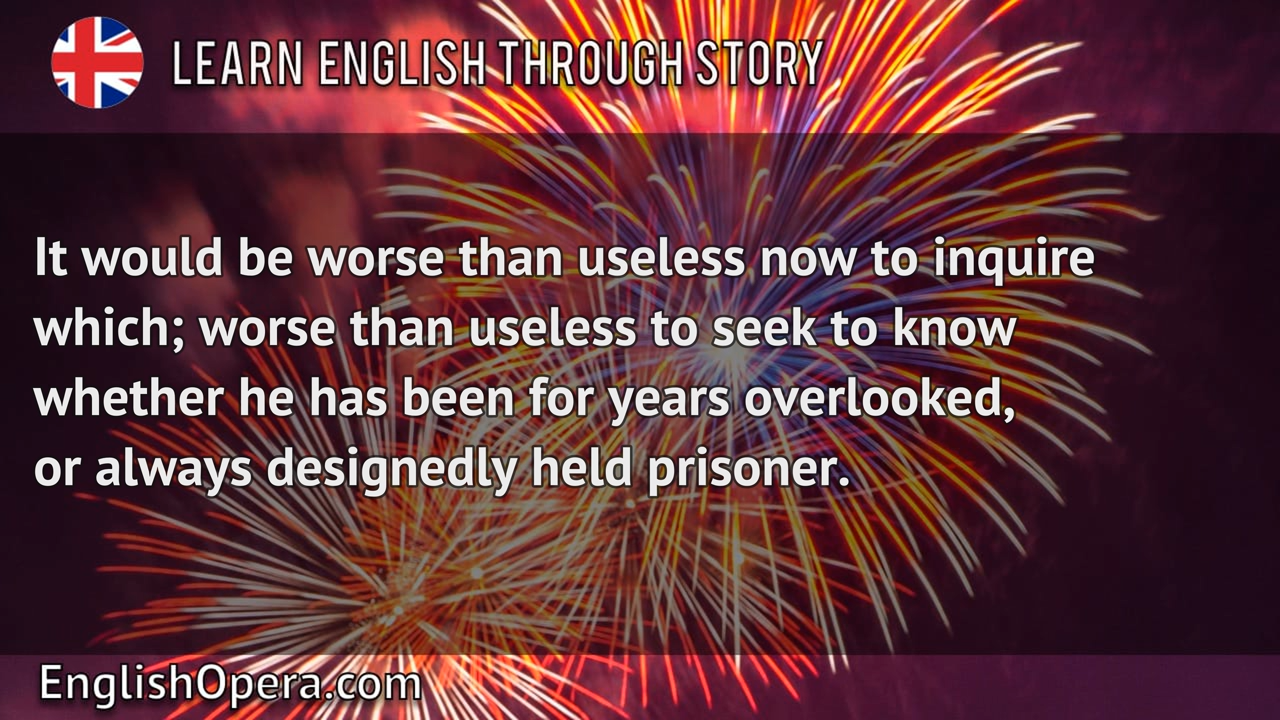 LEARN ENGLISH THROUGH STORY
It would be worse than useless now to inquire
which; worse than useless to seek to know
whether he has been for years overlooked,
or always designedly held prisoner.
EnglishOpera.com